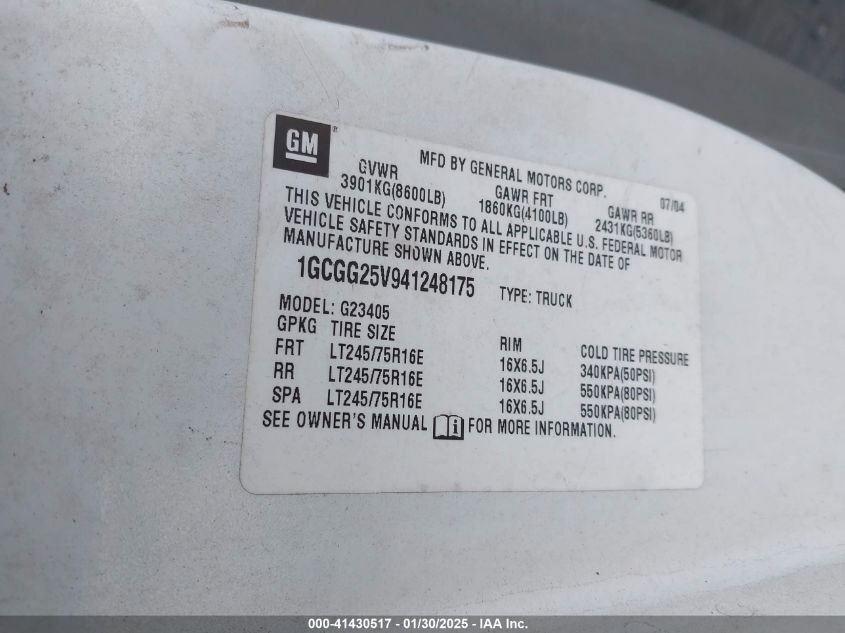 GM
MFD BY GENERAL MOTORS CORP. 07/04
GVWR GAWR FRT GAWR RR
3901KG(8600LB) 1860KG(4100LB) 2431KG(5360LB)
THIS VEHICLE CONFORMS TO ALL APPLICABLE U.S. FEDERAL MOTOR
VEHICLE SAFETY STANDARDS IN EFFECT ON THE DATE OF
MANUFACTURE SHOWN ABOVE.
1GCGG25V941248175 TYPE: TRUCK
MODEL: G23405
GPKG TIRE SIZE RIM COLD TIRE PRESSURE
FRT LT245/75R16E 16X6.5J 340KPA(50PSI)
RR LT245/75R16E 16X6.5J 550KPA(80PSI)
SPA LT245/75R16E 16X6.5J 550KPA(80PSI)
SEE OWNER'S MANUAL i FOR MORE INFORMATION.
000-41430517 - 01/30/2025 - IAA Inc.